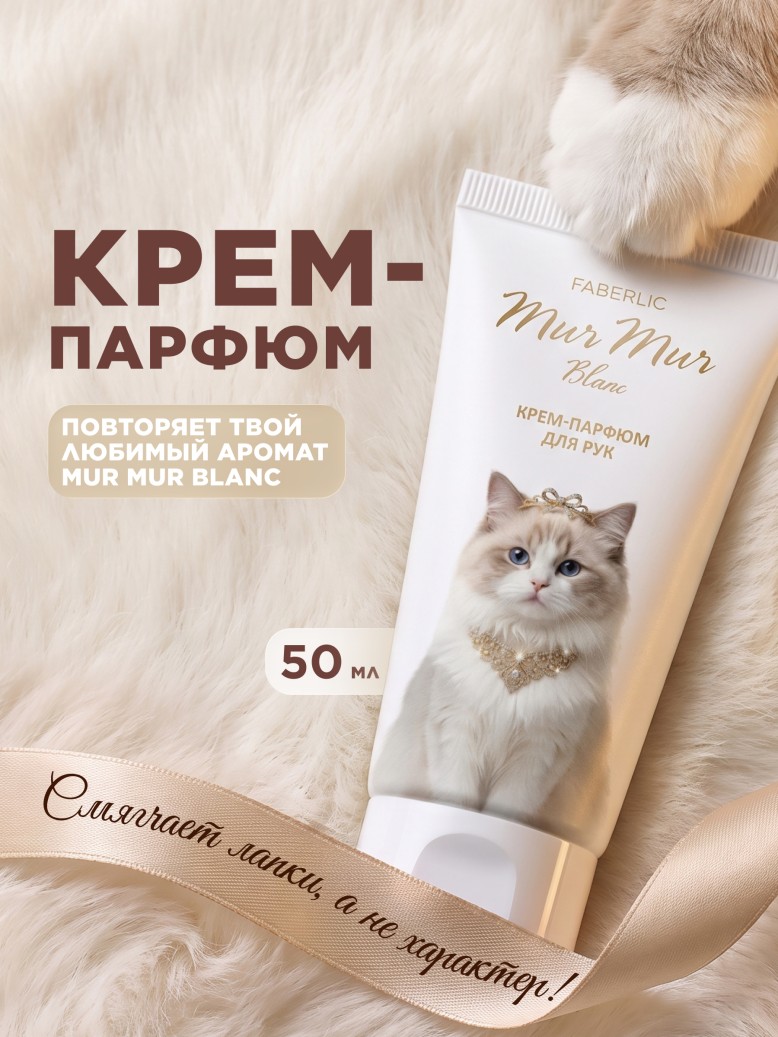 КРЕМ-
ПАРФЮМ
ПОВТОРЯЕТ ТВОЙ
ЛЮБИМЫЙ АРОМАТ
MUR MUR BLANC
FABERLIC
Mur Mur
Blanc
КРЕМ-ПАРФЮМ
ДЛЯ РУК
50 мл
Смягчает лапки, а не характер!